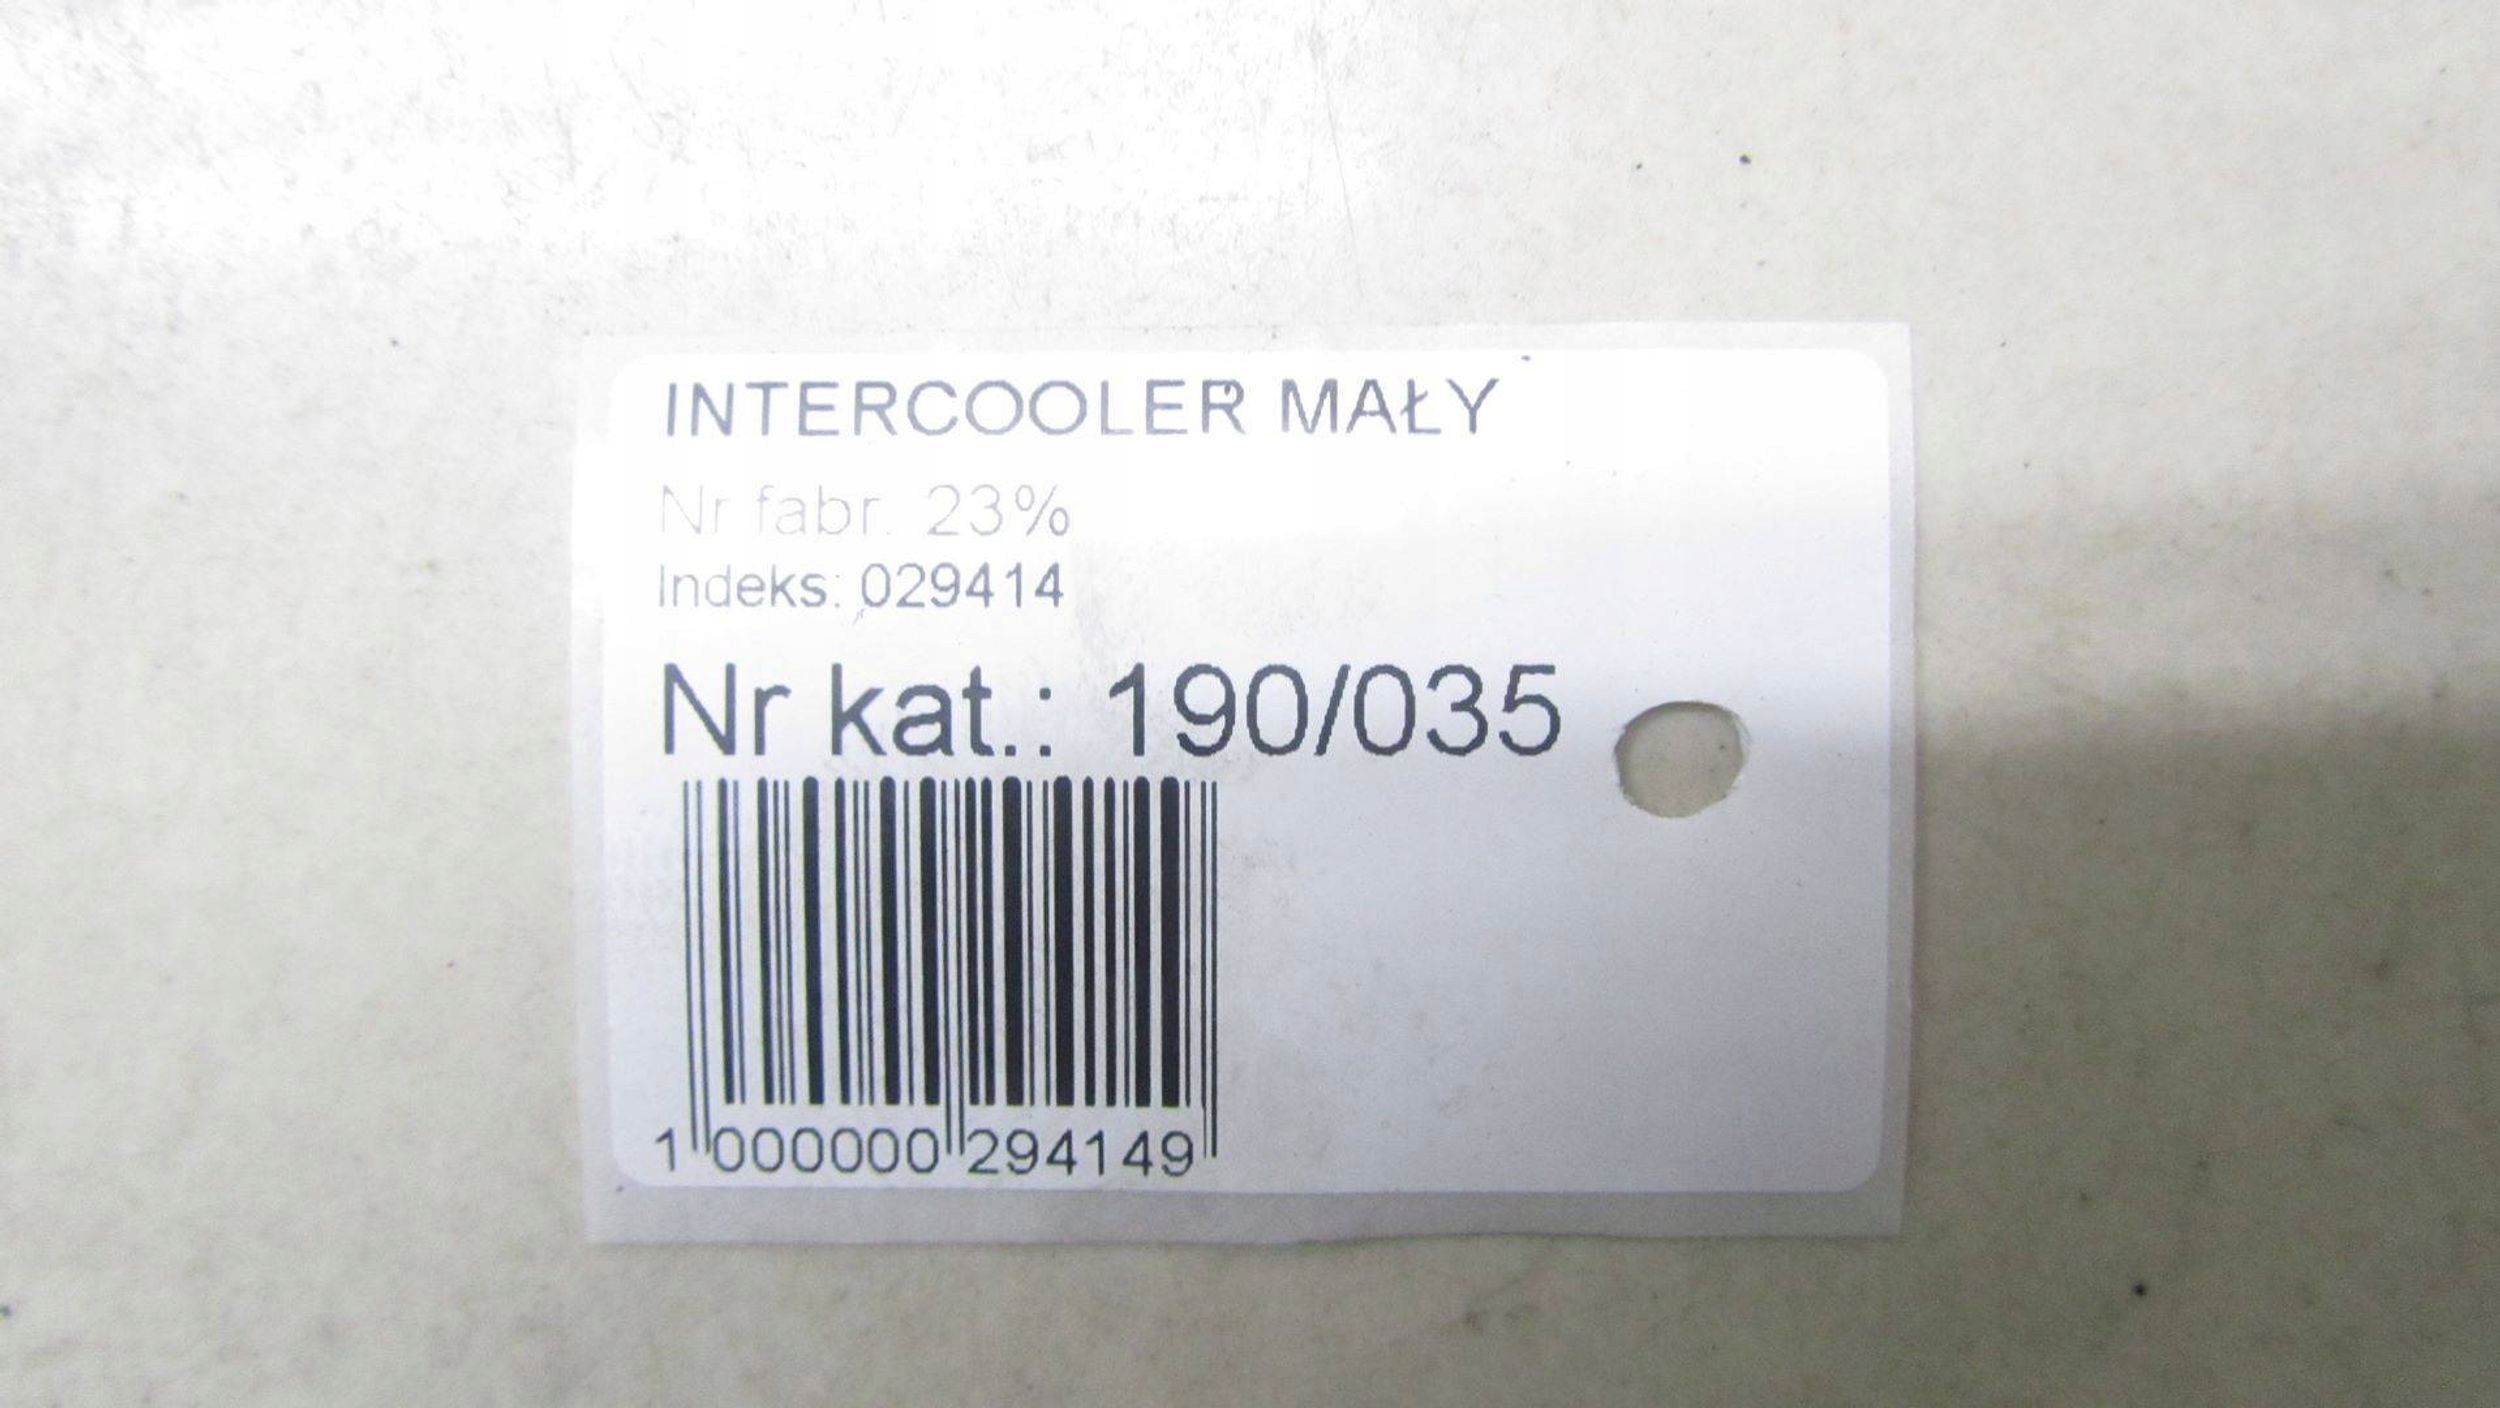 INTERCOOLER MAŁY
Nr fabr. 23%
Indeks: 029414
Nr kat.: 190/035
1 000000 294149